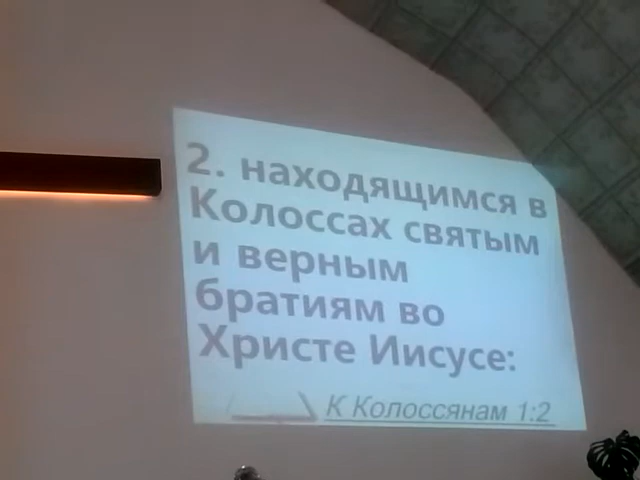 2. находящимся в
Колоссах святым
и верным
братиям во
Христе Иисусе:
К Колоссянам 1:2